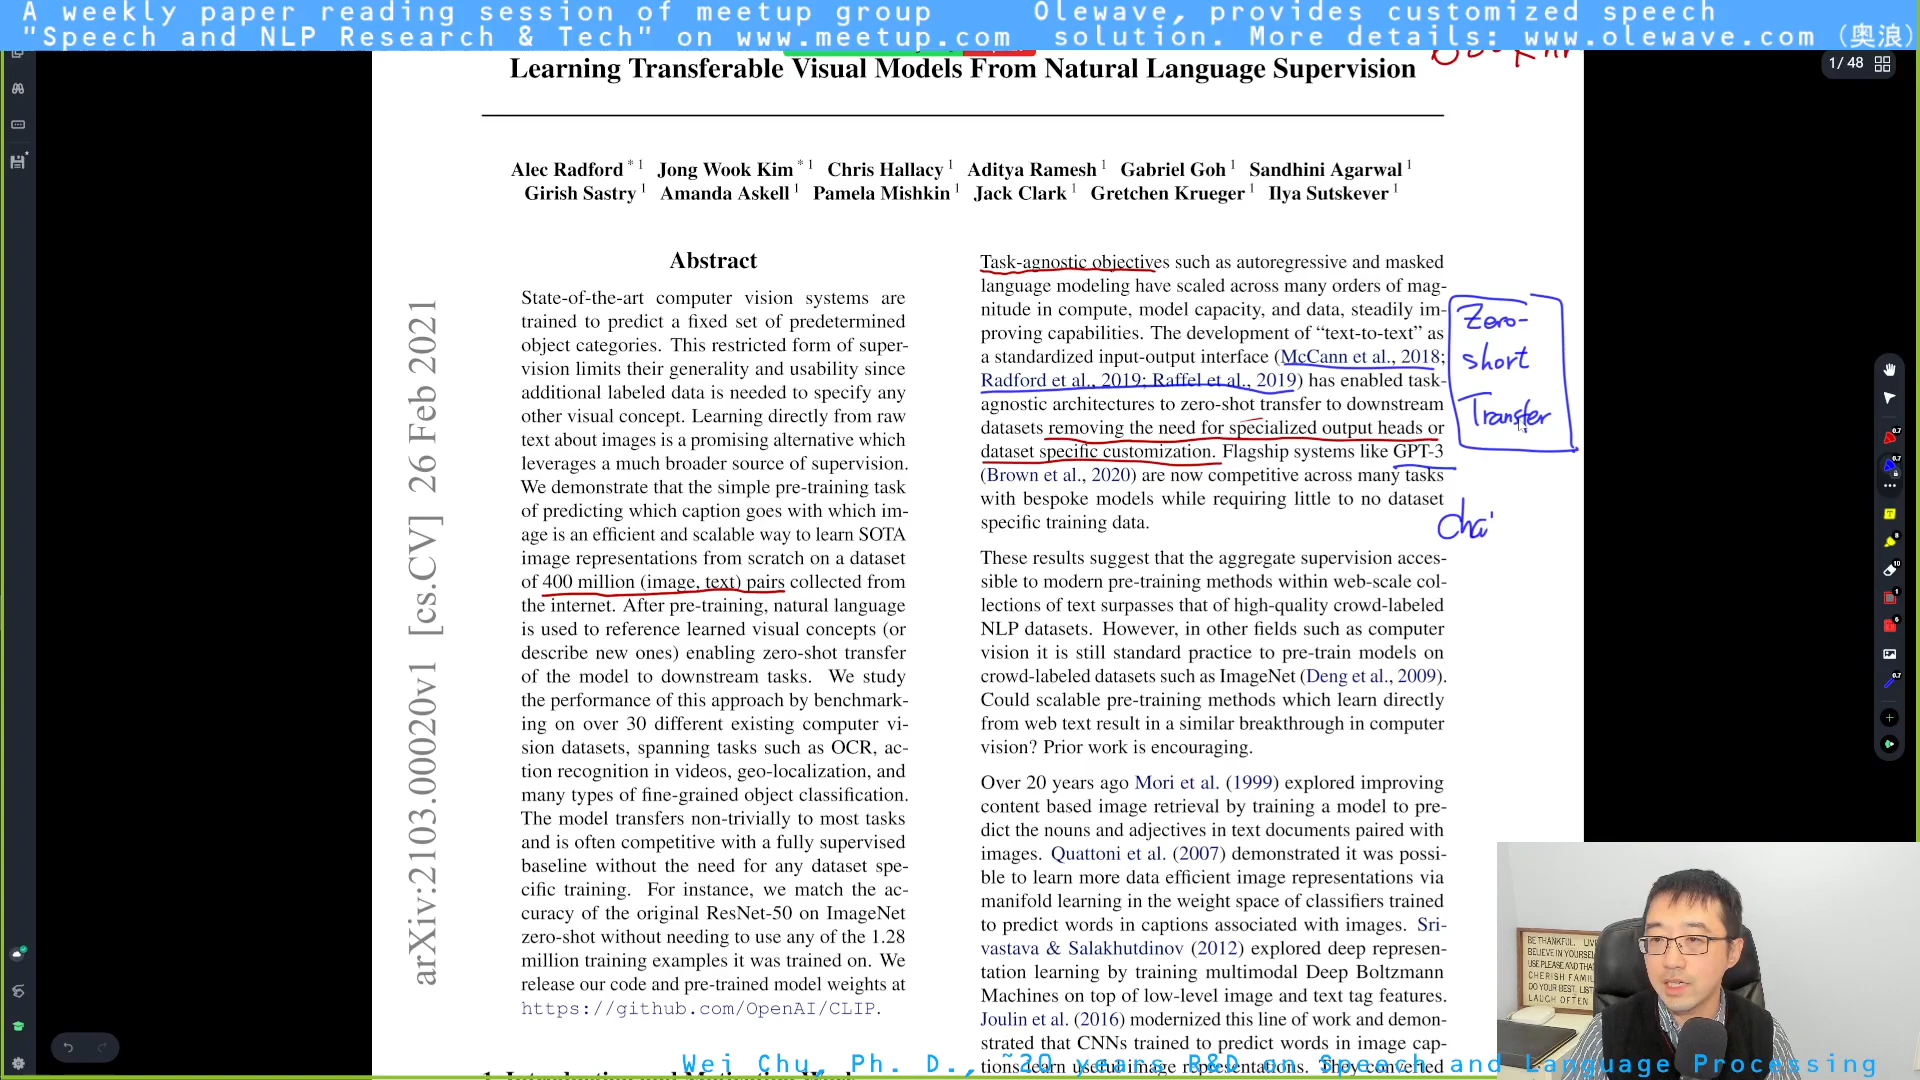 A weekly paper reading session of meetup group
"Speech and NLP Research & Tech" on www.meetup.com
Olewave, provides customized speech
solution. More details: www.olewave.com (奥浪)
1/ 48
Learning Transferable Visual Models From Natural Language Supervision
Alec Radford * 1 Jong Wook Kim * 1 Chris Hallacy 1 Aditya Ramesh 1 Gabriel Goh 1 Sandhini Agarwal 1
Girish Sastry 1 Amanda Askell 1 Pamela Mishkin 1 Jack Clark 1 Gretchen Krueger 1 Ilya Sutskever 1
arXiv:2103.00020v1 [cs.CV] 26 Feb 2021
Abstract
State-of-the-art computer vision systems are
trained to predict a fixed set of predetermined
object categories. This restricted form of super-
vision limits their generality and usability since
additional labeled data is needed to specify any
other visual concept. Learning directly from raw
text about images is a promising alternative which
leverages a much broader source of supervision.
We demonstrate that the simple pre-training task
of predicting which caption goes with which im-
age is an efficient and scalable way to learn SOTA
image representations from scratch on a dataset
of 400 million (image, text) pairs collected from
the internet. After pre-training, natural language
is used to reference learned visual concepts (or
describe new ones) enabling zero-shot transfer
of the model to downstream tasks. We study
the performance of this approach by benchmark-
ing on over 30 different existing computer vi-
sion datasets, spanning tasks such as OCR, ac-
tion recognition in videos, geo-localization, and
many types of fine-grained object classification.
The model transfers non-trivially to most tasks
and is often competitive with a fully supervised
baseline without the need for any dataset spe-
cific training. For instance, we match the ac-
curacy of the original ResNet-50 on ImageNet
zero-shot without needing to use any of the 1.28
million training examples it was trained on. We
release our code and pre-trained model weights at
https://github.com/OpenAI/CLIP.
Task-agnostic objectives such as autoregressive and masked
language modeling have scaled across many orders of mag-
nitude in compute, model capacity, and data, steadily im-
proving capabilities. The development of “text-to-text” as
a standardized input-output interface (McCann et al., 2018;
Radford et al., 2019; Raffel et al., 2019) has enabled task-
agnostic architectures to zero-shot transfer to downstream
datasets removing the need for specialized output heads or
dataset specific customization. Flagship systems like GPT-3
(Brown et al., 2020) are now competitive across many tasks
with bespoke models while requiring little to no dataset
specific training data.
These results suggest that the aggregate supervision acces-
sible to modern pre-training methods within web-scale col-
lections of text surpasses that of high-quality crowd-labeled
NLP datasets. However, in other fields such as computer
vision it is still standard practice to pre-train models on
crowd-labeled datasets such as ImageNet (Deng et al., 2009).
Could scalable pre-training methods which learn directly
from web text result in a similar breakthrough in computer
vision? Prior work is encouraging.
Over 20 years ago Mori et al. (1999) explored improving
content based image retrieval by training a model to pre-
dict the nouns and adjectives in text documents paired with
images. Quattoni et al. (2007) demonstrated it was possi-
ble to learn more data efficient image representations via
manifold learning in the weight space of classifiers trained
to predict words in captions associated with images. Sri-
vastava & Salakhutdinov (2012) explored deep represen-
tation learning by training multimodal Deep Boltzmann
Machines on top of low-level image and text tag features.
Joulin et al. (2016) modernized this line of work and demon-
strated that CNNs trained to predict words in image cap-
tions learn useful image representations. They converted
Zero-
short
Transfer
chai
BE THANKFUL. LIVE
BELIEVE IN YOURSEL
USE PLEASE AND THA
CHERISH FAMIL
DO YOUR BEST. LIST
LAUGH OFTEN
Wei Chu, Ph. D., ~20 years R&D on Speech and Language Processing